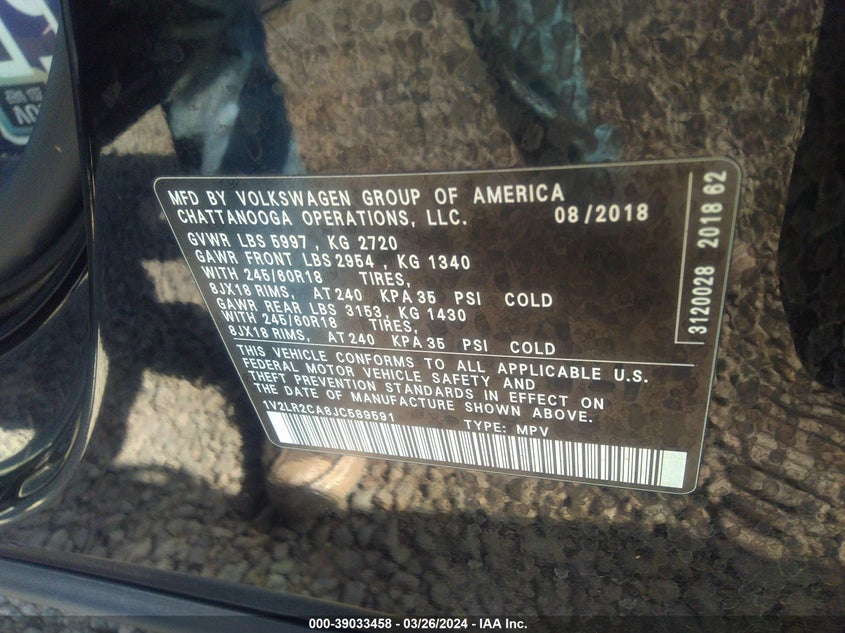 MFD BY VOLKSWAGEN GROUP OF AMERICA
CHATTANOOGA OPERATIONS, LLC. 08/2018
GVWR LBS 5997 , KG 2720
GAWR FRONT LBS 2954 , KG 1340
WITH 245/60R18 TIRES,
8JX18 RIMS, AT 240 KPA 35 PSI COLD
GAWR REAR LBS 3153, KG 1430
WITH 245/60R18 TIRES,
8JX18 RIMS, AT 240 KPA 35 PSI COLD
THIS VEHICLE CONFORMS TO ALL APPLICABLE U.S.
FEDERAL MOTOR VEHICLE SAFETY AND
THEFT PREVENTION STANDARDS IN EFFECT ON
THE DATE OF MANUFACTURE SHOWN ABOVE.
1V2LR2CA8JC589591 TYPE: MPV
3120028 2018 62
000-39033458 - 03/26/2024 - IAA Inc.